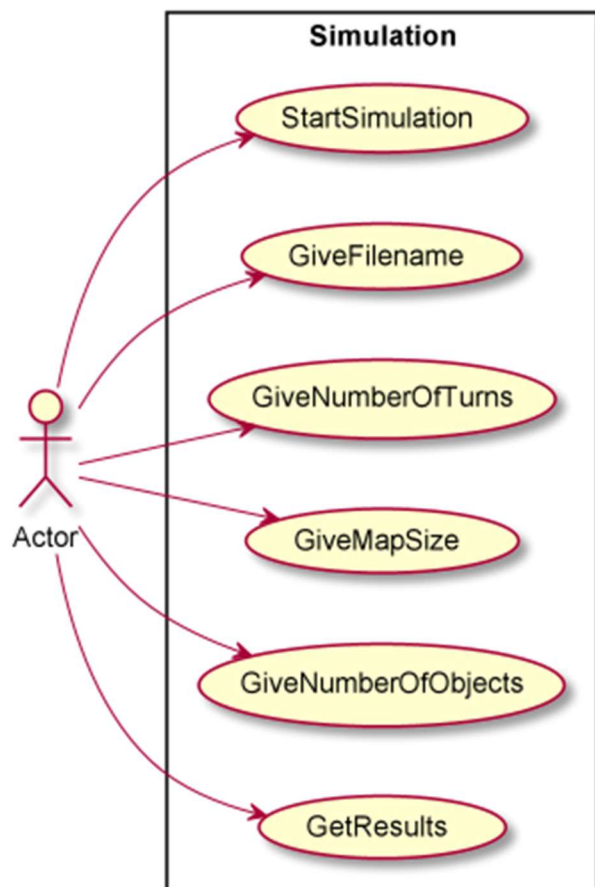 Simulation
StartSimulation
GiveFilename
GiveNumberOfTurns
GiveMapSize
Actor
GiveNumberOfObjects
GetResults